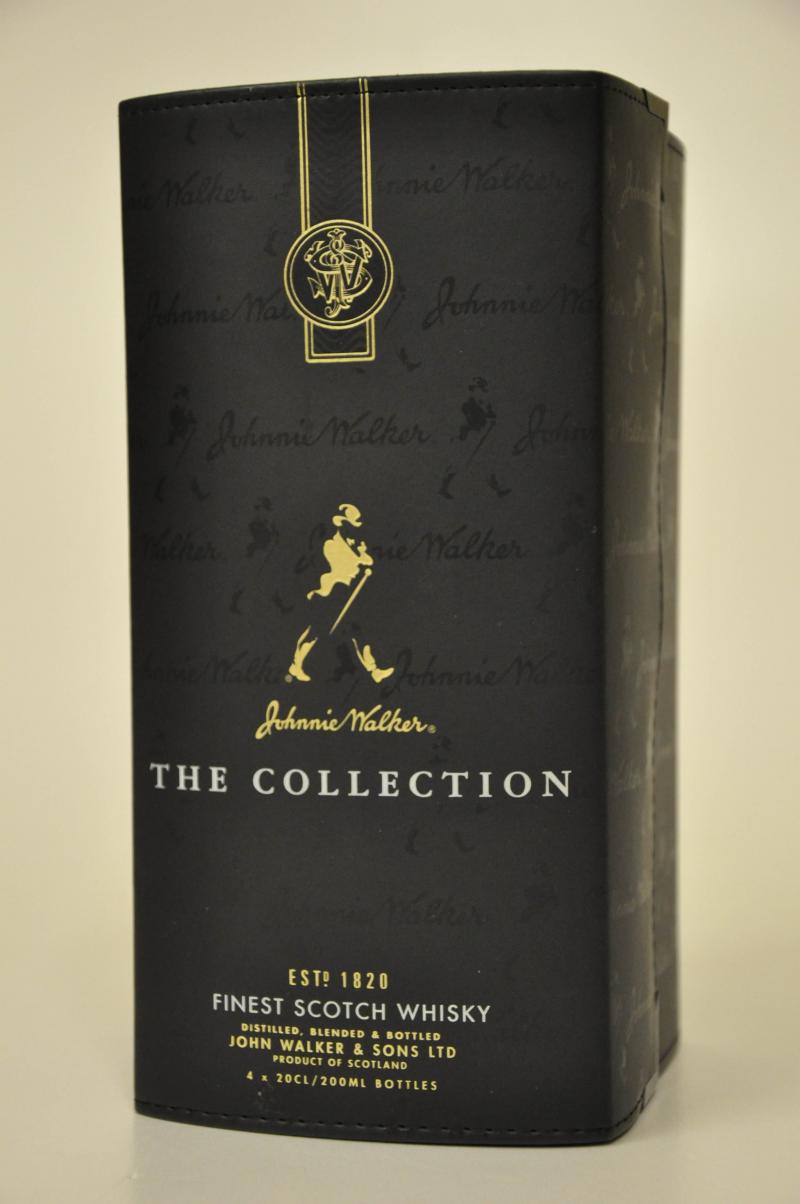 Johnnie Walker®
THE COLLECTION
ESTD 1820
FINEST SCOTCH WHISKY
DISTILLED, BLENDED & BOTTLED
JOHN WALKER & SONS LTD
PRODUCT OF SCOTLAND
4 x 20CL/200ML BOTTLES